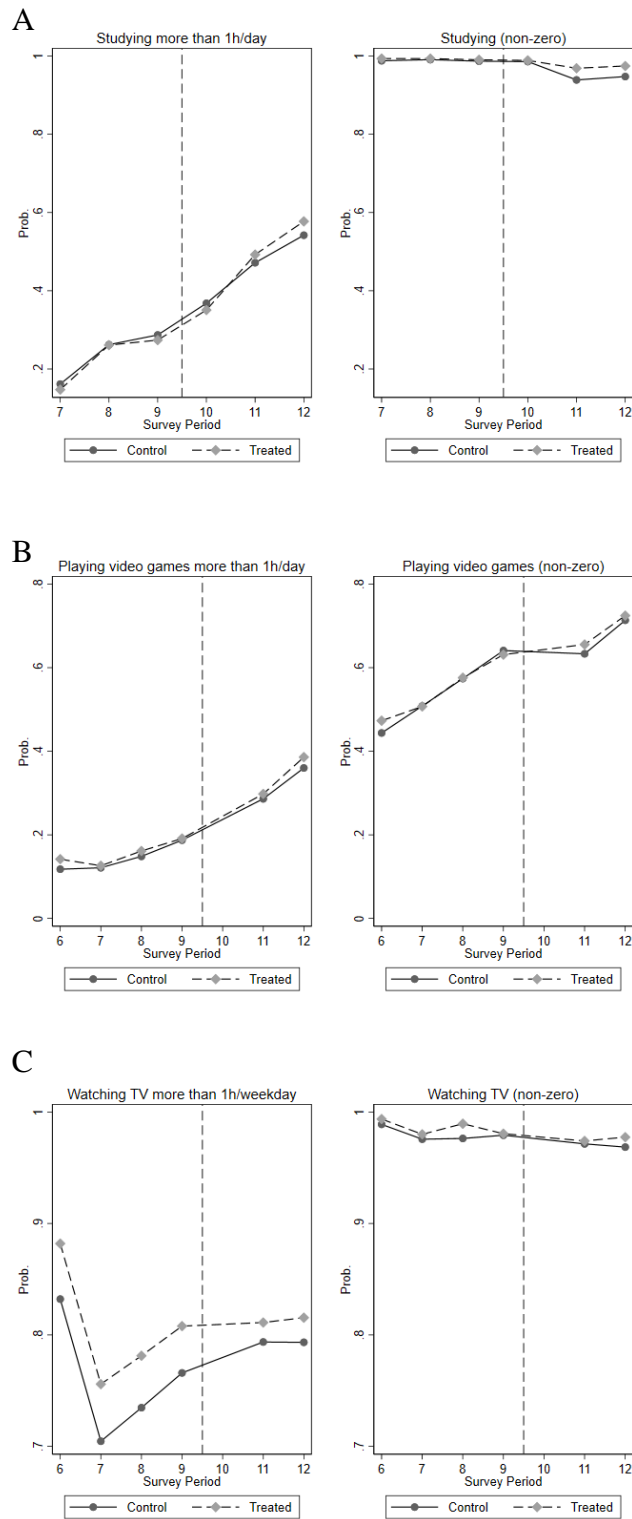 A
Studying more than 1h/day
Studying (non-zero)
Prob.
.2 .4 .6 .8 1
7 8 9 10 11 12
Survey Period
Control Treated
Prob.
.2 .4 .6 .8 1
7 8 9 10 11 12
Survey Period
Control Treated
B
Playing video games more than 1h/day
Playing video games (non-zero)
Prob.
0 .2 .4 .6 .8
6 7 8 9 10 11 12
Survey Period
Control Treated
Prob.
0 .2 .4 .6 .8
6 7 8 9 10 11 12
Survey Period
Control Treated
C
Watching TV more than 1h/weekday
Watching TV (non-zero)
Prob.
.7 .8 .9 1
6 7 8 9 10 11 12
Survey Period
Control Treated
Prob.
.7 .8 .9 1
6 7 8 9 10 11 12
Survey Period
Control Treated